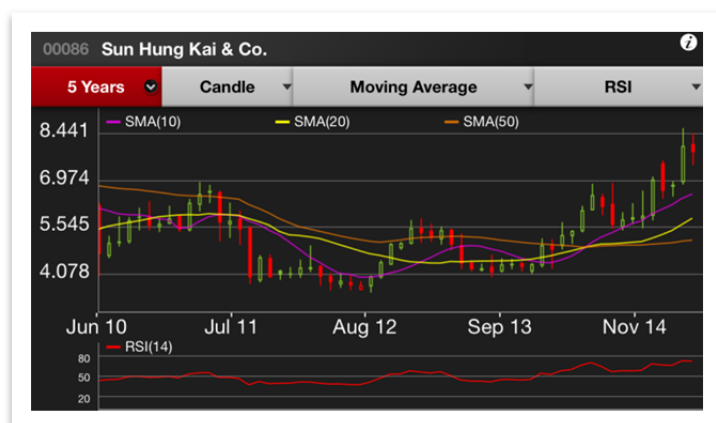 00086 Sun Hung Kai & Co. i
5 Years Candle Moving Average RSI
SMA(10) SMA(20) SMA(50)
8.441
6.974
5.545
4.078
Jun 10 Jul 11 Aug 12 Sep 13 Nov 14
RSI(14)
80
50
20